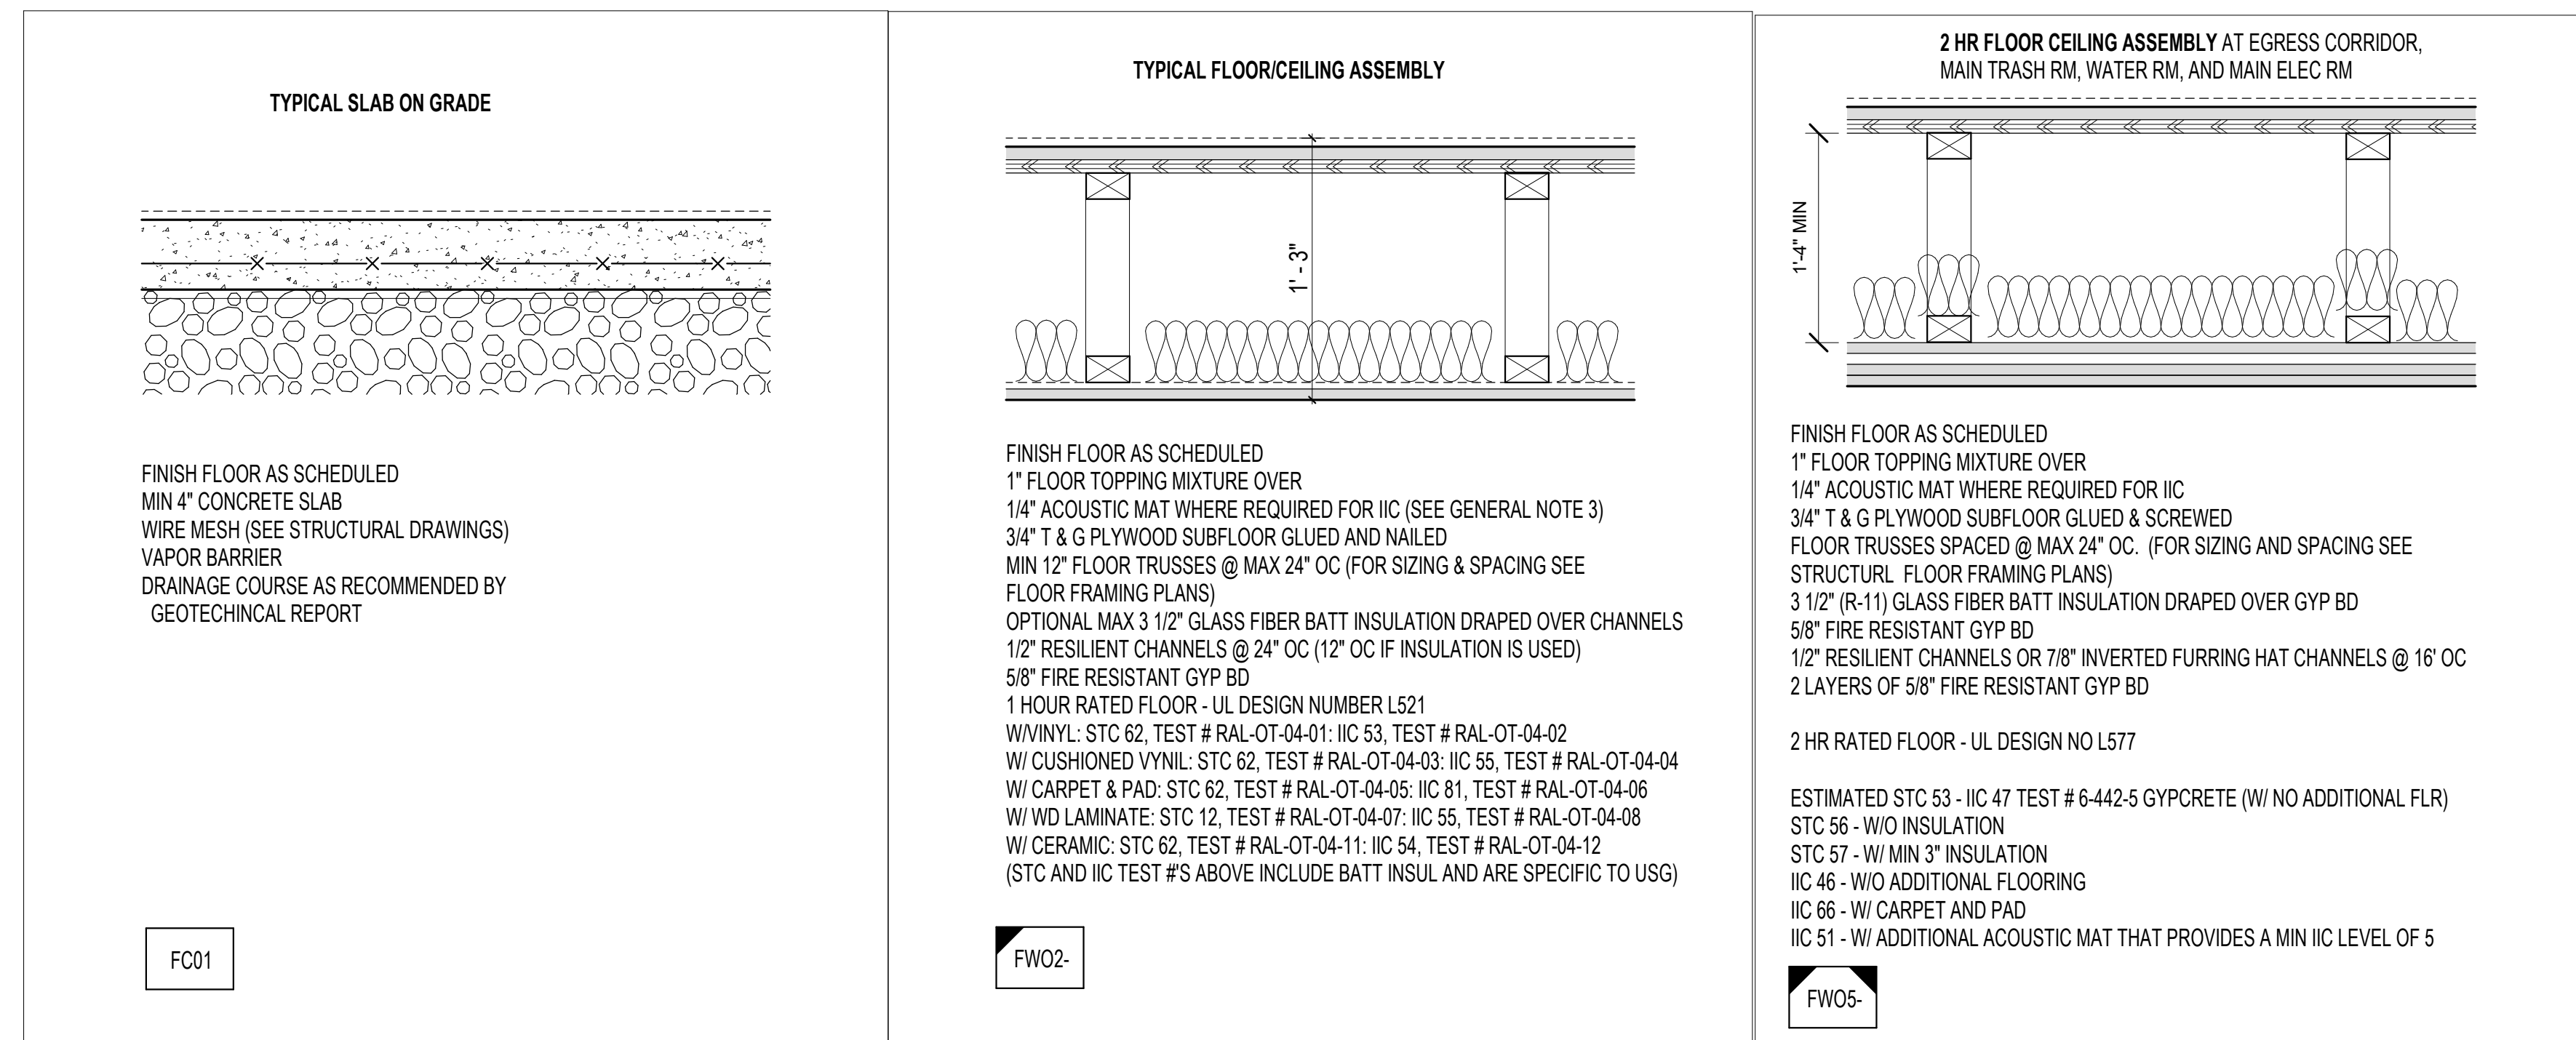 TYPICAL SLAB ON GRADE
FINISH FLOOR AS SCHEDULED
MIN 4" CONCRETE SLAB
WIRE MESH (SEE STRUCTURAL DRAWINGS)
VAPOR BARRIER
DRAINAGE COURSE AS RECOMMENDED BY
GEOTECHINCAL REPORT
FC01
TYPICAL FLOOR/CEILING ASSEMBLY
1' - 3"
FINISH FLOOR AS SCHEDULED
1" FLOOR TOPPING MIXTURE OVER
1/4" ACOUSTIC MAT WHERE REQUIRED FOR IIC (SEE GENERAL NOTE 3)
3/4" T & G PLYWOOD SUBFLOOR GLUED AND NAILED
MIN 12" FLOOR TRUSSES @ MAX 24" OC (FOR SIZING & SPACING SEE
FLOOR FRAMING PLANS)
OPTIONAL MAX 3 1/2" GLASS FIBER BATT INSULATION DRAPED OVER CHANNELS
1/2" RESILIENT CHANNELS @ 24" OC (12" OC IF INSULATION IS USED)
5/8" FIRE RESISTANT GYP BD
1 HOUR RATED FLOOR - UL DESIGN NUMBER L521
W/VINYL: STC 62, TEST # RAL-OT-04-01: IIC 53, TEST # RAL-OT-04-02
W/ CUSHIONED VYNIL: STC 62, TEST # RAL-OT-04-03: IIC 55, TEST # RAL-OT-04-04
W/ CARPET & PAD: STC 62, TEST # RAL-OT-04-05: IIC 81, TEST # RAL-OT-04-06
W/ WD LAMINATE: STC 12, TEST # RAL-OT-04-07: IIC 55, TEST # RAL-OT-04-08
W/ CERAMIC: STC 62, TEST # RAL-OT-04-11: IIC 54, TEST # RAL-OT-04-12
(STC AND IIC TEST #'S ABOVE INCLUDE BATT INSUL AND ARE SPECIFIC TO USG)
FWO2-
2 HR FLOOR CEILING ASSEMBLY AT EGRESS CORRIDOR,
MAIN TRASH RM, WATER RM, AND MAIN ELEC RM
1'-4" MIN
FINISH FLOOR AS SCHEDULED
1" FLOOR TOPPING MIXTURE OVER
1/4" ACOUSTIC MAT WHERE REQUIRED FOR IIC
3/4" T & G PLYWOOD SUBFLOOR GLUED & SCREWED
FLOOR TRUSSES SPACED @ MAX 24" OC. (FOR SIZING AND SPACING SEE
STRUCTURL FLOOR FRAMING PLANS)
3 1/2" (R-11) GLASS FIBER BATT INSULATION DRAPED OVER GYP BD
5/8" FIRE RESISTANT GYP BD
1/2" RESILIENT CHANNELS OR 7/8" INVERTED FURRING HAT CHANNELS @ 16' OC
2 LAYERS OF 5/8" FIRE RESISTANT GYP BD
2 HR RATED FLOOR - UL DESIGN NO L577
ESTIMATED STC 53 - IIC 47 TEST # 6-442-5 GYPCRETE (W/ NO ADDITIONAL FLR)
STC 56 - W/O INSULATION
STC 57 - W/ MIN 3" INSULATION
IIC 46 - W/O ADDITIONAL FLOORING
IIC 66 - W/ CARPET AND PAD
IIC 51 - W/ ADDITIONAL ACOUSTIC MAT THAT PROVIDES A MIN IIC LEVEL OF 5
FWO5-